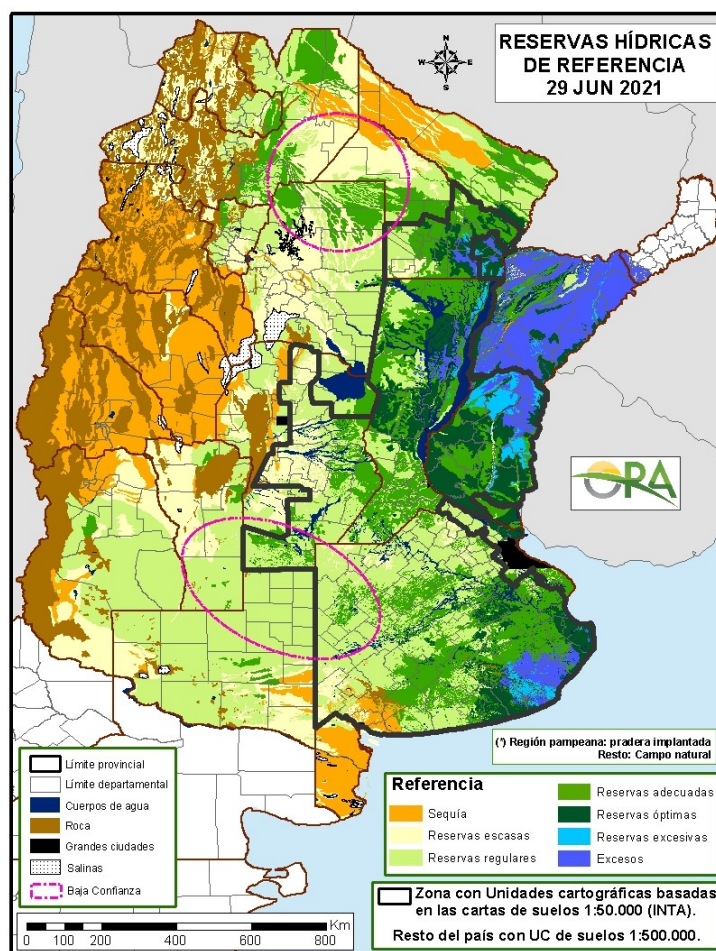 RESERVAS HÍDRICAS
DE REFERENCIA
29 JUN 2021
N
W
E
S
OPA
(*) Región pampeana: pradera implantada
Resto: Campo natural
Límite provincial
Límite departamental
Cuerpos de agua
Roca
Grandes ciudades
Salinas
Baja Confianza
Referencia
Sequía
Reservas escasas
Reservas regulares
Reservas adecuadas
Reservas óptimas
Reservas excesivas
Excesos
Zona con Unidades cartográficas basadas
en las cartas de suelos 1:50.000 (INTA).
Resto del país con UC de suelos 1:500.000.
Km
0 100 200 400 600 800